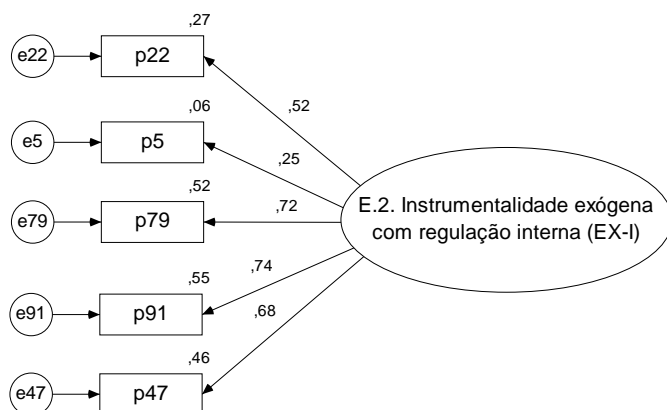 ,27
e22
p22
,52
,06
e5
p5
,25
,52
e79
p79
,72
E.2. Instrumentalidade exógena
com regulação interna (EX-I)
,55
,74
e91
p91
,68
,46
e47
p47